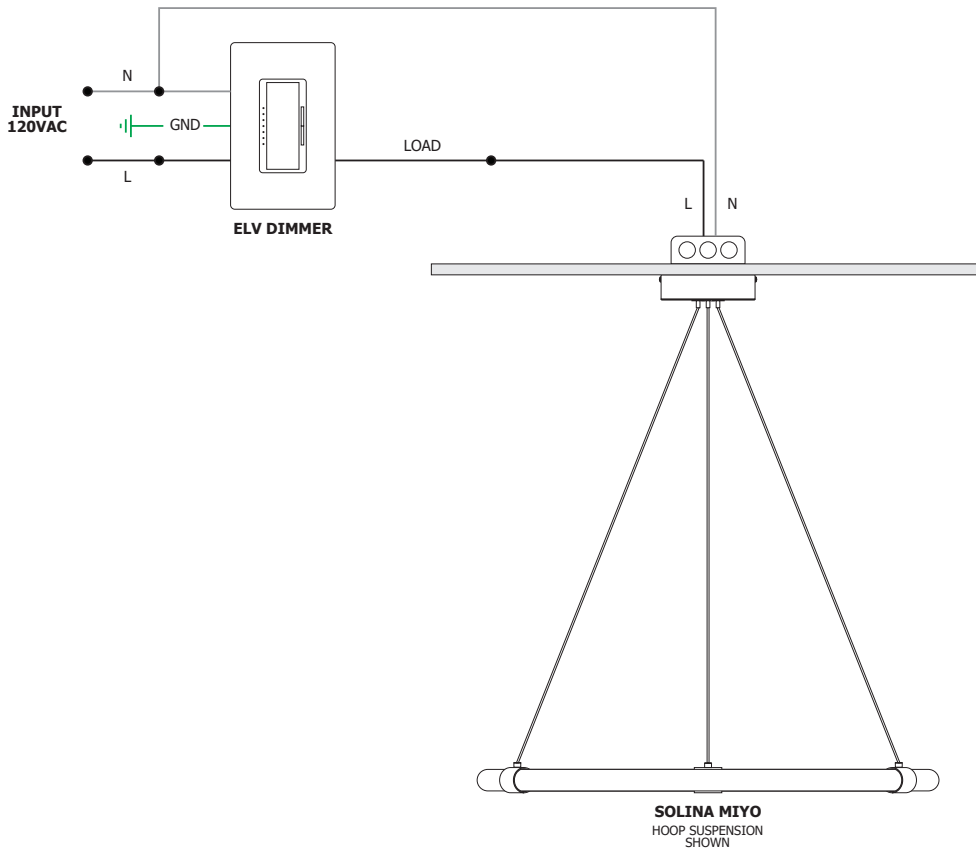 N
INPUT
120VAC
GND
L
LOAD
ELV DIMMER
L
N
SOLINA MIYO
HOOP SUSPENSION
SHOWN